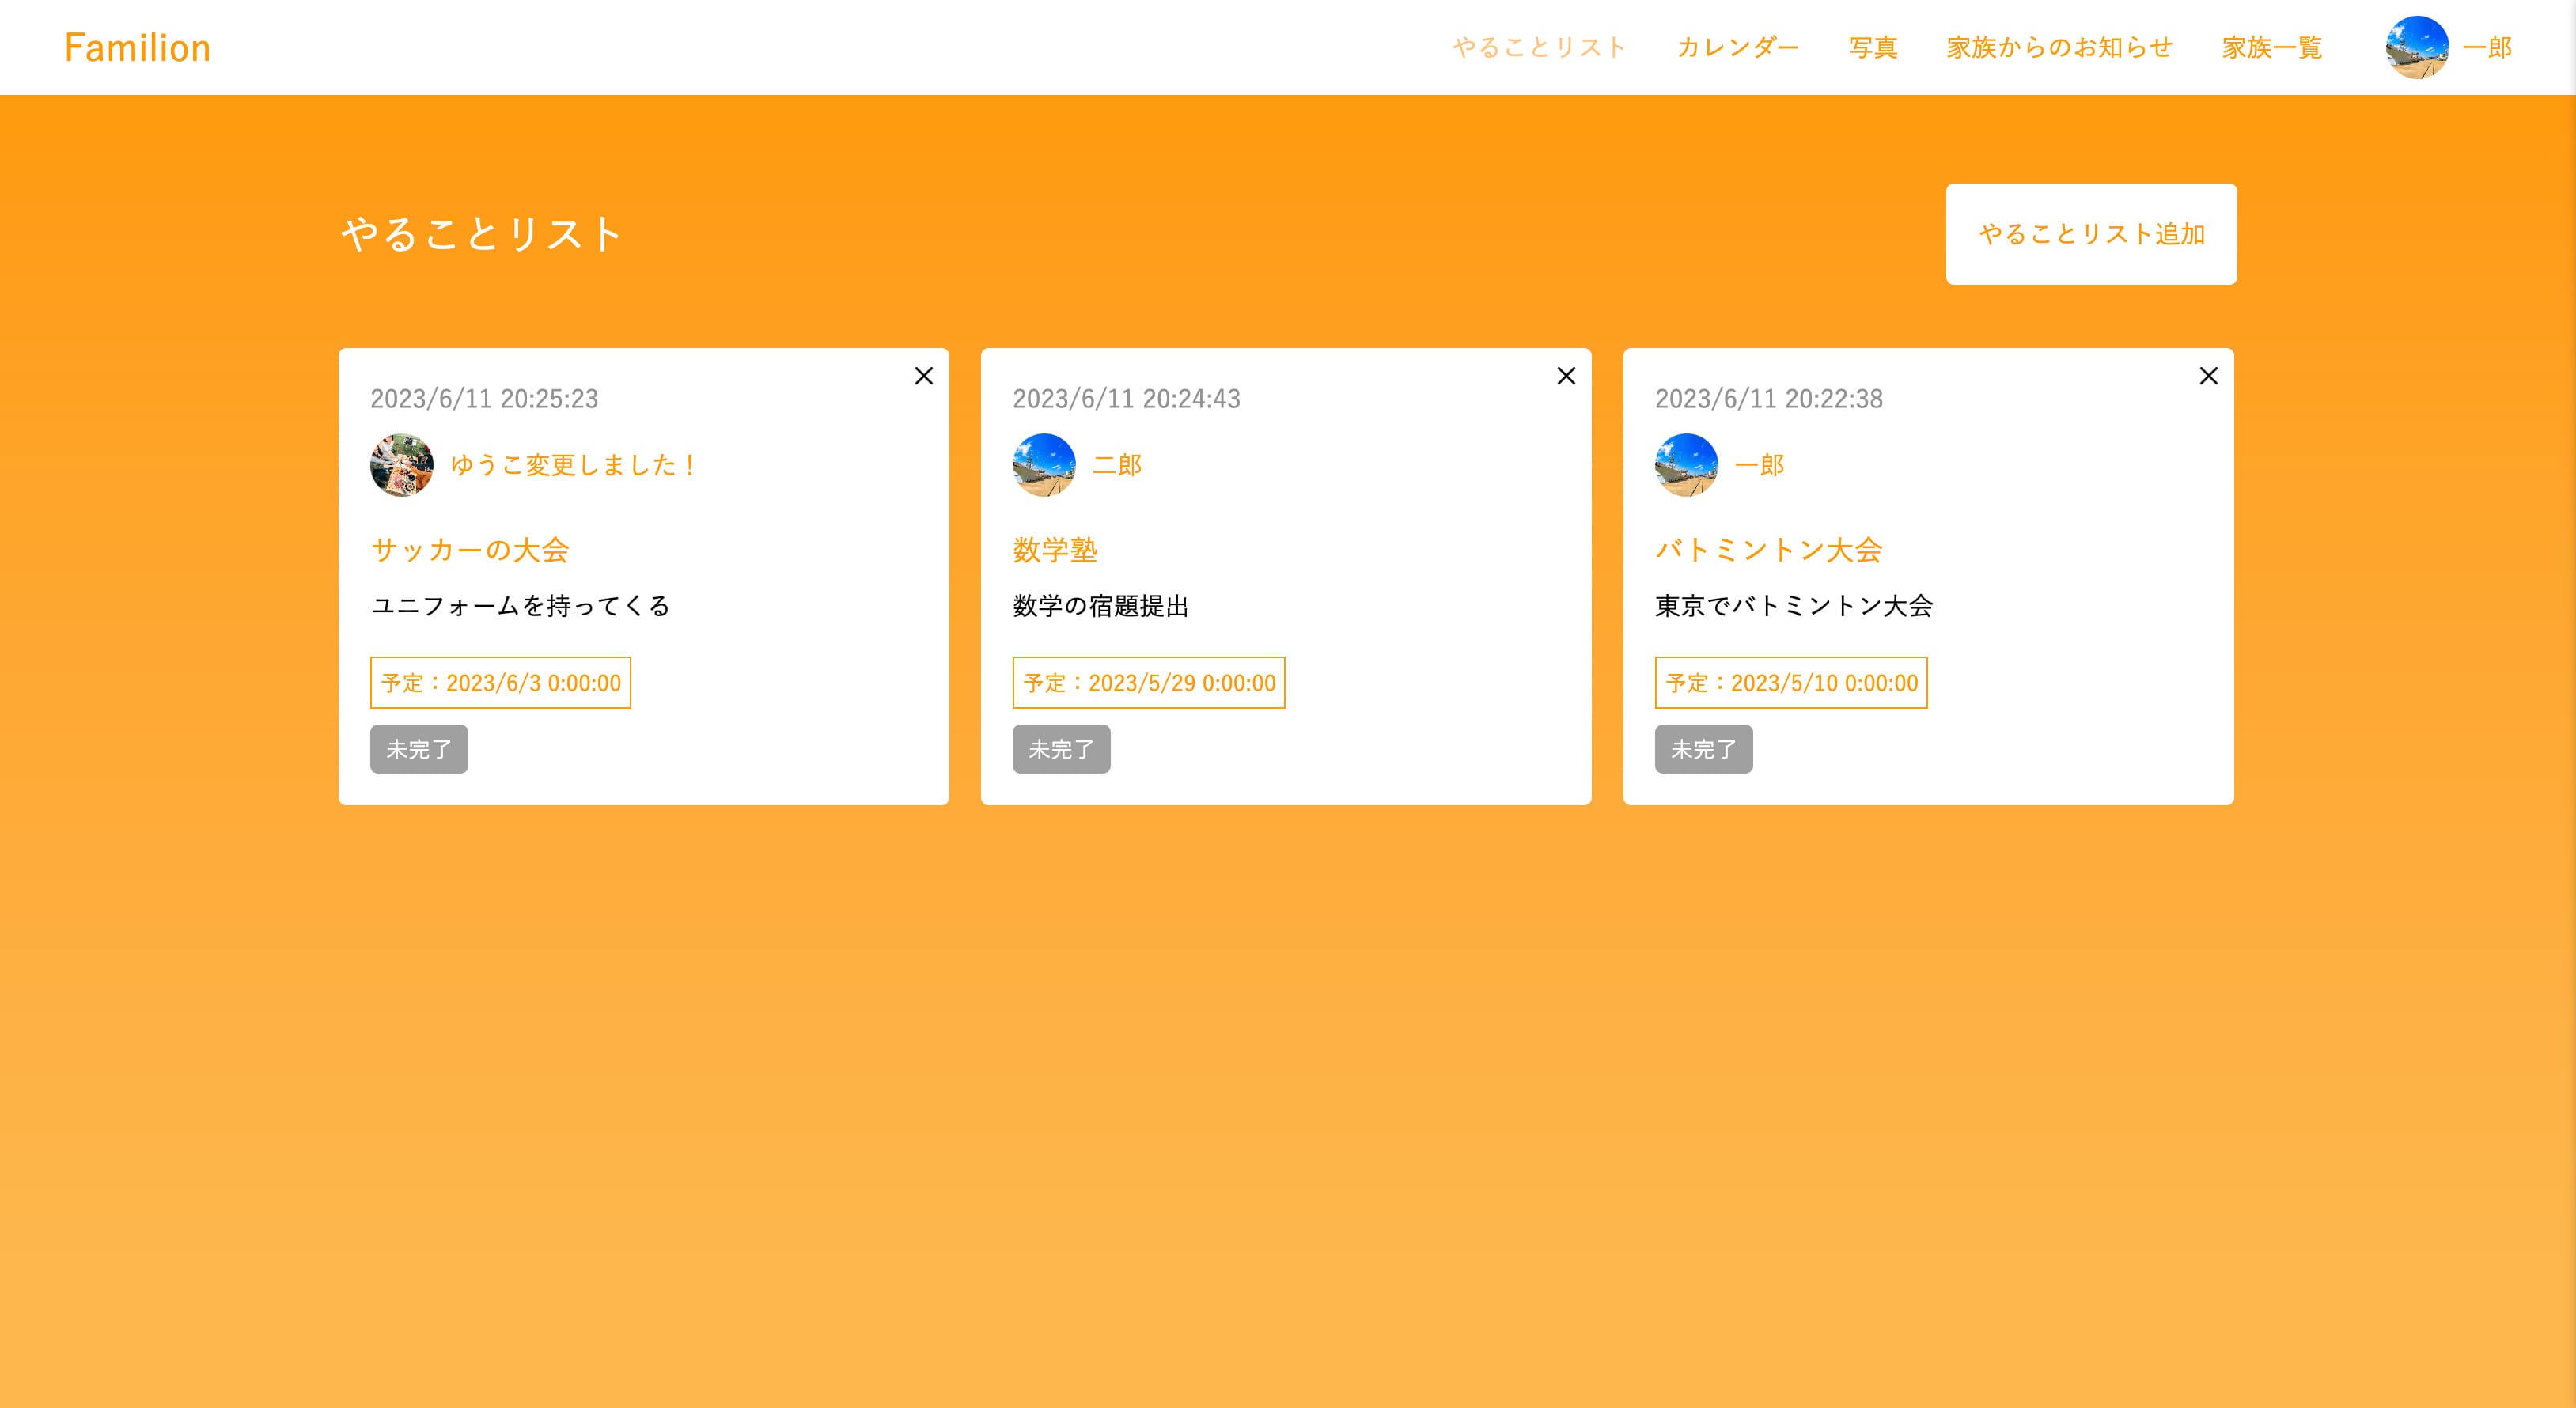 Familion
やることリスト
カレンダー
写真
家族からのお知らせ
家族一覧
一郎
やることリスト
やることリスト追加
2023/6/11 20:25:23
ゆうこ変更しました！
サッカーの大会
ユニフォームを持ってくる
予定：2023/6/3 0:00:00
未完了
2023/6/11 20:24:43
二郎
数学塾
数学の宿題提出
予定：2023/5/29 0:00:00
未完了
2023/6/11 20:22:38
一郎
バトミントン大会
東京でバトミントン大会
予定：2023/5/10 0:00:00
未完了